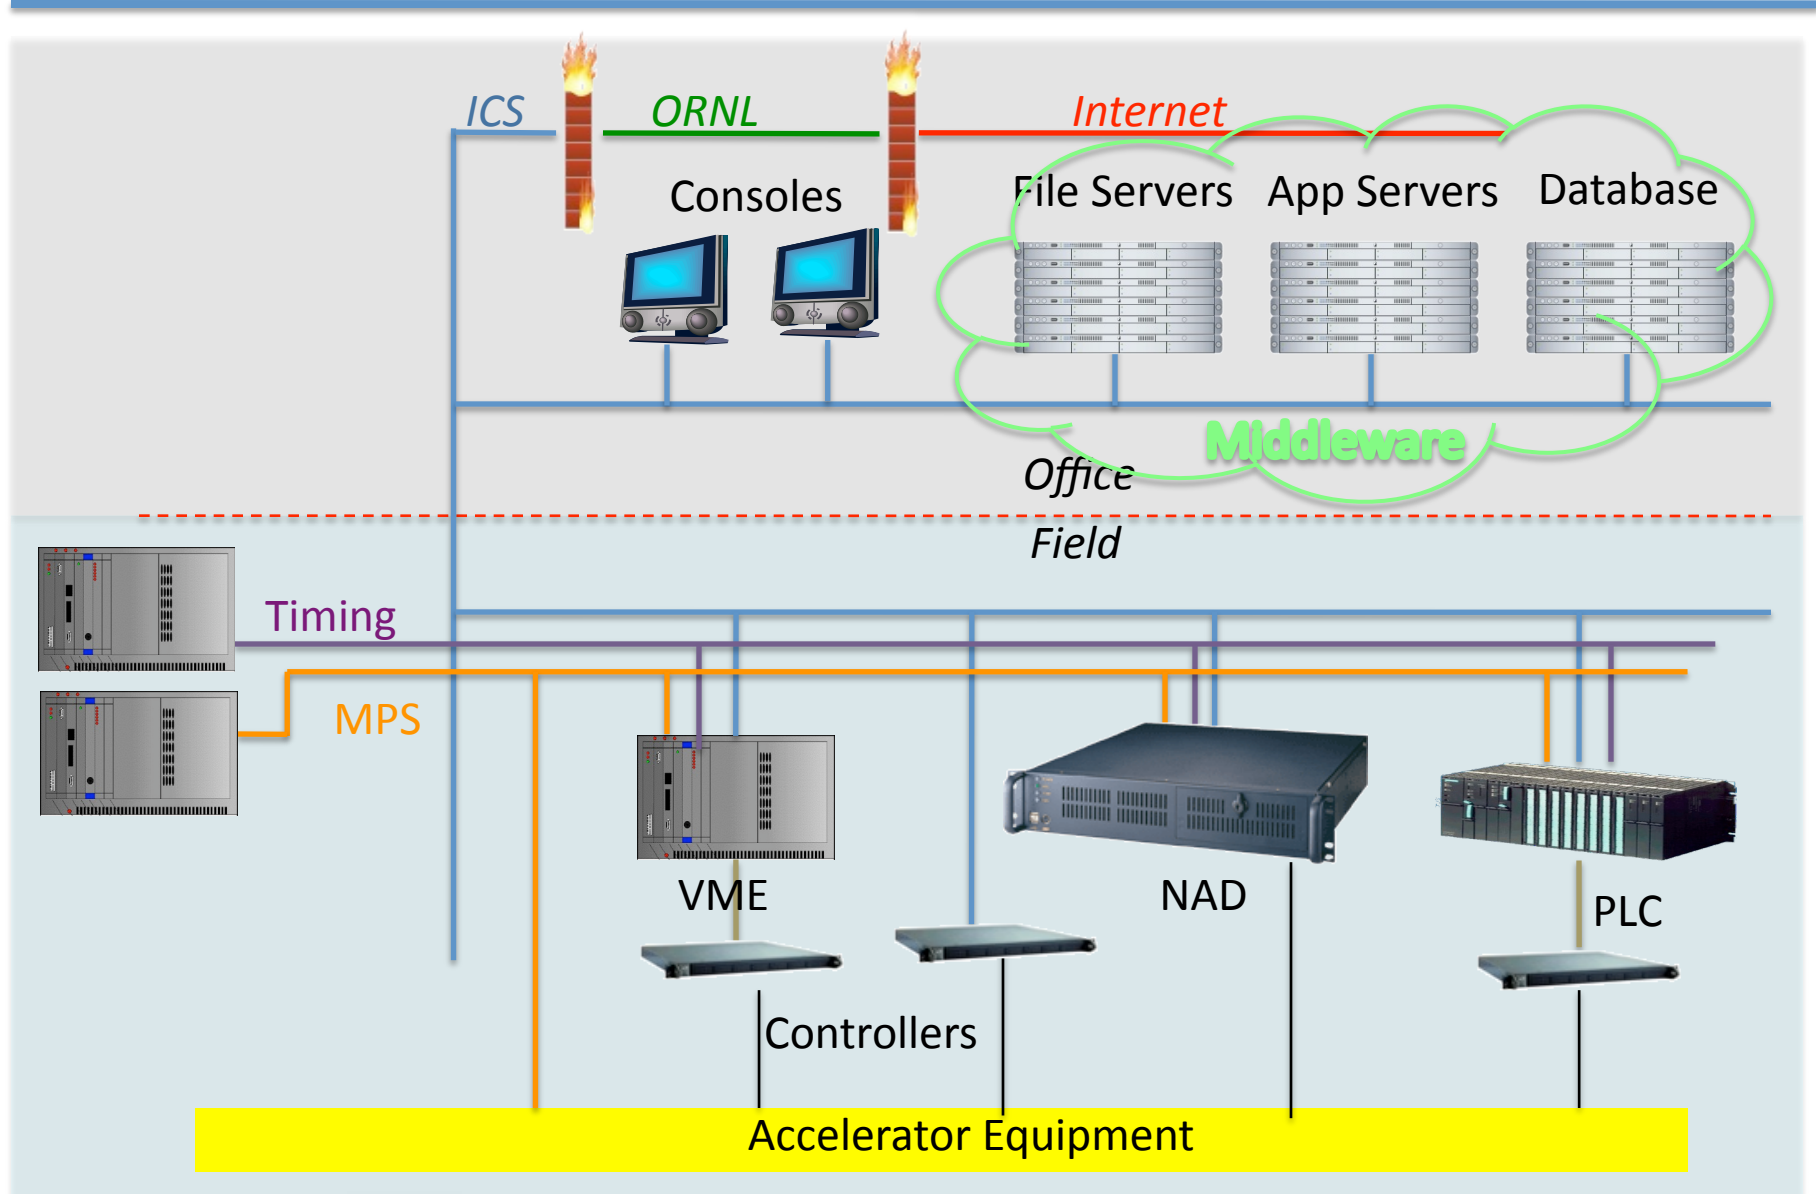 ICS
ORNL
Internet
Consoles
File Servers
App Servers
Database
Middleware
Office
Field
Timing
MPS
VME
NAD
PLC
Controllers
Accelerator Equipment